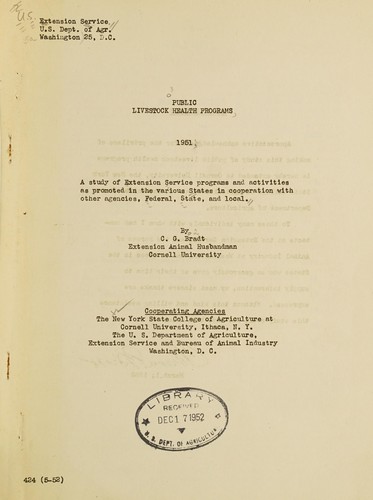 U.S.
Extension Service
U.S. Dept. of Agr.
Washington 25, D.C.
PUBLIC
LIVESTOCK HEALTH PROGRAMS
1951
A study of Extension Service programs and activities
as promoted in the various States in cooperation with
other agencies, Federal, State, and local.
By
C. G. Bradt
Extension Animal Husbandman
Cornell University
Cooperating Agencies
The New York State College of Agriculture at
Cornell University, Ithaca, N. Y.
The U. S. Department of Agriculture,
Extension Service and Bureau of Animal Industry
Washington, D. C.
LIBRARY
RECEIVED
DEC 17 1952
U. S. DEPT. OF AGRICULTURE
424 (5-52)